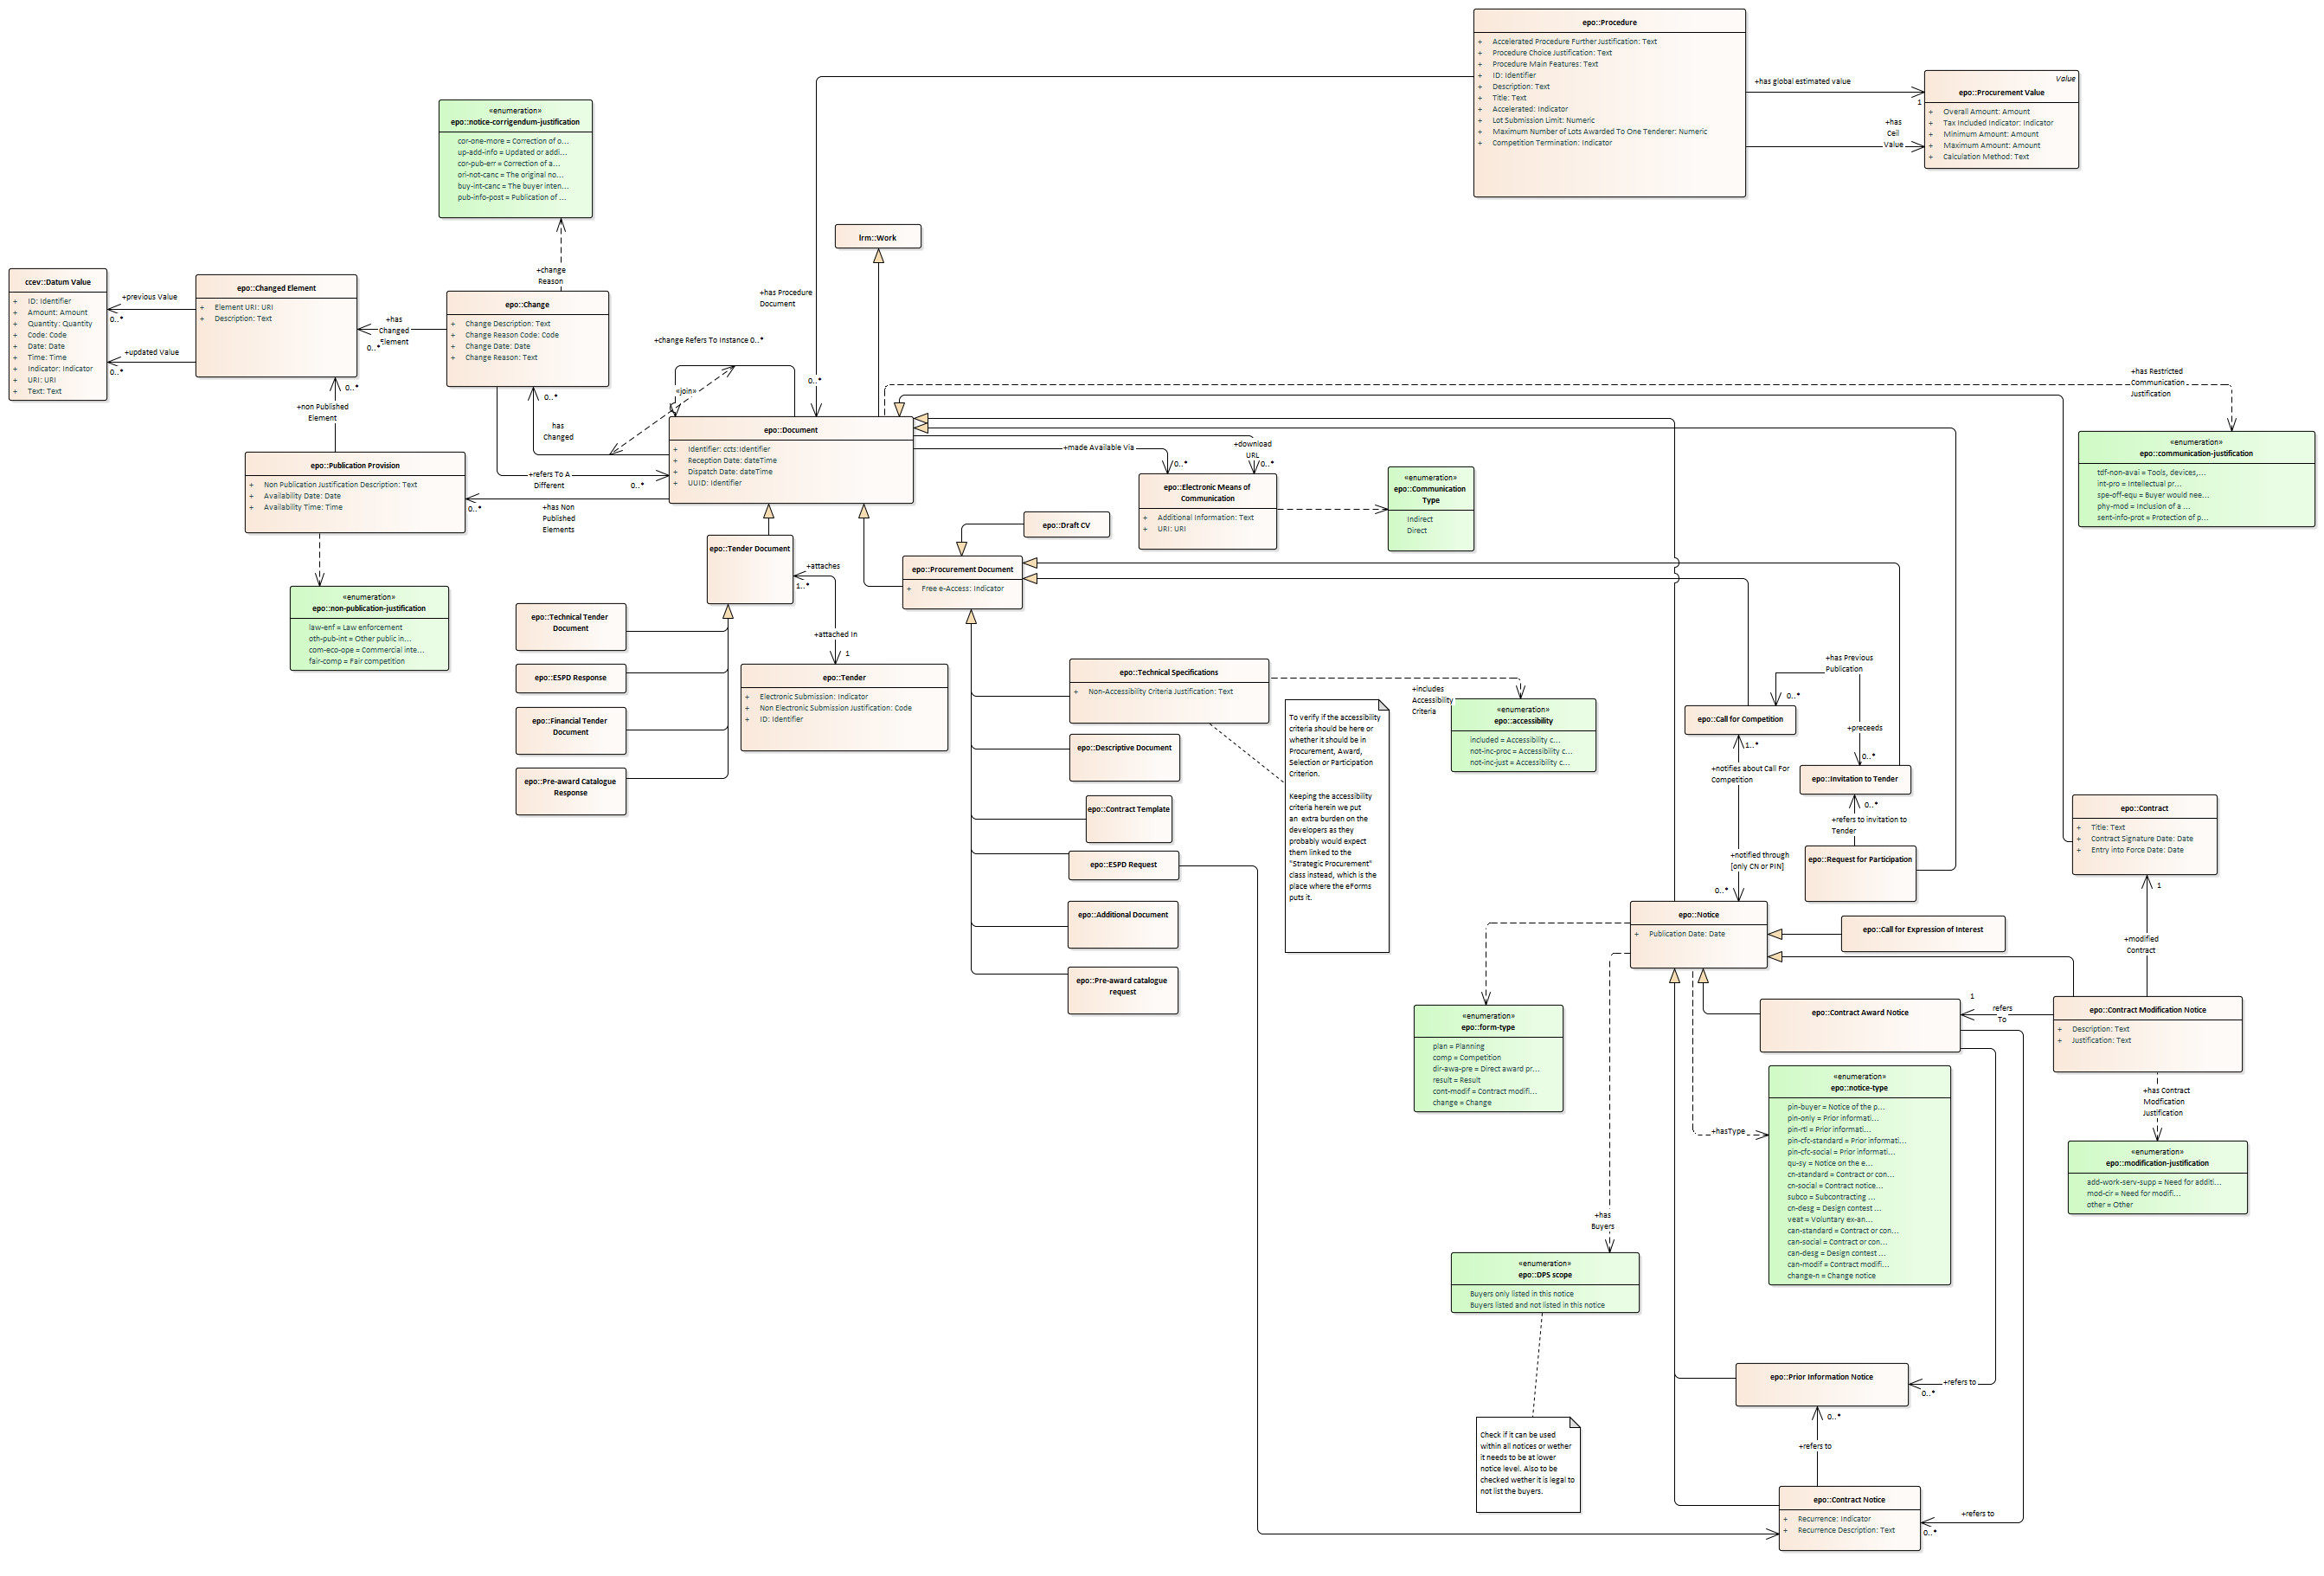 epo::Procedure
+ Accelerated Procedure Further Justification: Text
+ Procedure Choice Justification: Text
+ Procedure Main Features: Text
+ ID: Identifier
+ Description: Text
+ Title: Text
+ Accelerated: Indicator
+ Lot Submission Limit: Numeric
+ Maximum Number of Lots Awarded To One Tenderer: Numeric
+ Competition Termination: Indicator
+has global estimated value
1
+has
Ceil
Value
Value
epo::Procurement Value
+ Overall Amount: Amount
+ Tax Included Indicator: Indicator
+ Minimum Amount: Amount
+ Maximum Amount: Amount
+ Calculation Method: Text
«enumeration»
epo::notice-corrigendum-justification
cor-one-more = Correction of o...
up-add-info = Updated or addi...
cor-pub-err = Correction of a...
ori-not-canc = The original no...
buy-int-canc = The buyer inten...
pub-info-post = Publication of ...
lrm::Work
+change
Reason
ccev::Datum Value
+ ID: Identifier
+ Amount: Amount
+ Quantity: Quantity
+ Code: Code
+ Date: Date
+ Time: Time
+ Indicator: Indicator
+ URI: URI
+ Text: Text
+previous Value
0..*
+updated Value
0..*
epo::Changed Element
+ Element URI: URI
+ Description: Text
+has
Changed
Element
0..*
epo::Change
+ Change Description: Text
+ Change Reason Code: Code
+ Change Date: Date
+ Change Reason: Text
+has Procedure
Document
0..*
+change Refers To Instance 0..*
«join»
0..*
has
Changed
0..*
+non Published
Element
+refers To A
Different
0..*
+has Non
Published
Elements
0..*
epo::Document
+ Identifier: ccts:Identifier
+ Reception Date: dateTime
+ Dispatch Date: dateTime
+ UUID: Identifier
+made Available Via
0..*
+download
URL
0..*
+has Restricted
Communication
Justification
«enumeration»
epo::communication-justification
tdf-non-avai = Tools, devices,...
int-pro = Intellectual pr...
spe-off-equ = Buyer would nee...
phy-mod = Inclusion of a ...
sent-info-prot = Protection of p...
epo::Publication Provision
+ Non Publication Justification Description: Text
+ Availability Date: Date
+ Availability Time: Time
epo::Electronic Means of
Communication
+ Additional Information: Text
+ URI: URI
«enumeration»
epo::Communication
Type
Indirect
Direct
epo::Draft CV
epo::Tender Document
epo::Procurement Document
+ Free e-Access: Indicator
+attaches
1..*
+attached In
1
«enumeration»
epo::non-publication-justification
law-enf = Law enforcement
oth-pub-int = Other public in...
com-eco-ope = Commercial inte...
fair-comp = Fair competition
epo::Technical Tender
Document
epo::ESPD Response
epo::Financial Tender
Document
epo::Pre-award Catalogue
Response
epo::Tender
+ Electronic Submission: Indicator
+ Non Electronic Submission Justification: Code
+ ID: Identifier
epo::Technical Specifications
+ Non-Accessibility Criteria Justification: Text
epo::Descriptive Document
epo::Contract Template
epo::ESPD Request
epo::Additional Document
epo::Pre-award catalogue
request
To verify if the accessibility
criteria should be here or
whether it should be in
Procurement, Award,
Selection or Participation
Criterion.
Keeping the accessibility
criteria herein we put
an extra burden on the
developers as they
probably would expect
them linked to the
"Strategic Procurement"
class instead, which is the
place where the eForms
puts it.
+includes
Accessibility
Criteria
«enumeration»
epo::accessibility
included = Accessibility c...
not-inc-proc = Accessibility c...
not-inc-just = Accessibility c...
+has Previous
Publication
0..*
epo::Call for Competition
+preceeds
0..*
1..*
+notifies about Call For
Competition
epo::Invitation to Tender
0..*
+refers to invitation to
Tender
epo::Request for Participation
+notified through
[only CN or PIN]
0..*
epo::Contract
+ Title: Text
+ Contract Signature Date: Date
+ Entry into Force Date: Date
1
+modified
Contract
epo::Notice
+ Publication Date: Date
epo::Call for Expression of Interest
«enumeration»
epo::form-type
plan = Planning
comp = Competition
dir-awa-pre = Direct award pr...
result = Result
cont-modif = Contract modifi...
change = Change
epo::Contract Award Notice
1
refers
To
epo::Contract Modification Notice
+ Description: Text
+ Justification: Text
+hasType
«enumeration»
epo::notice-type
pin-buyer = Notice of the p...
pin-only = Prior informati...
pin-rtl = Prior informati...
pin-cfc-standard = Prior informati...
pin-cfc-social = Prior informati...
qu-sy = Notice on the e...
cn-standard = Contract or con...
cn-social = Contract notice...
subco = Subcontracting ...
cn-desg = Design contest ...
veat = Voluntary ex-an...
can-standard = Contract or con...
can-social = Contract or con...
can-desg = Design contest ...
can-modif = Contract modifi...
change-n = Change notice
+has Contract
Modfication
Justification
«enumeration»
epo::modification-justification
add-work-serv-supp = Need for additi...
mod-cir = Need for modifi...
other = Other
+has
Buyers
«enumeration»
epo::DPS scope
Buyers only listed in this notice
Buyers listed and not listed in this notice
epo::Prior Information Notice
+refers to
0..*
0..*
+refers to
Check if it can be used
within all notices or wether
it needs to be at lower
notice level. Also to be
checked wether it is legal to
not list the buyers.
epo::Contract Notice
+ Recurrence: Indicator
+ Recurrence Description: Text
+refers to
0..*